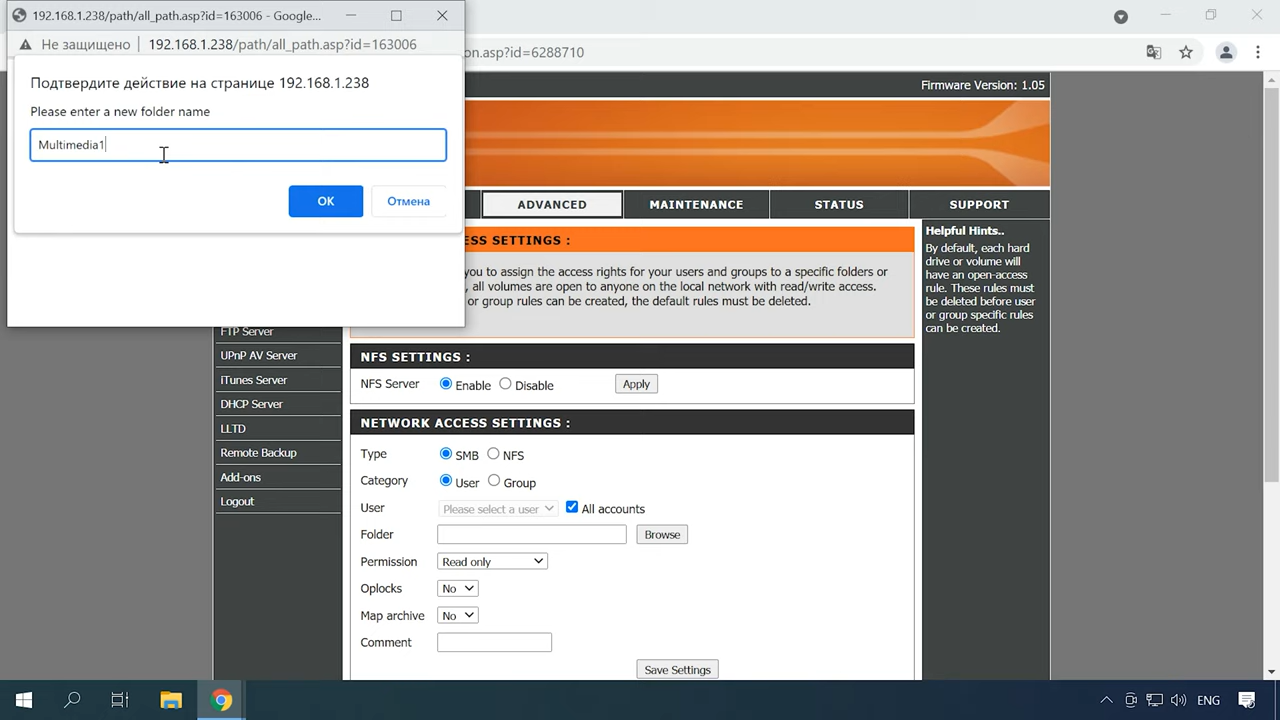 192.168.1.238/path/all_path.asp?id=163006 - Google...
Не защищено
192.168.1.238/path/all_path.asp?id=163006
on.asp?id=6288710
Подтвердите действие на странице 192.168.1.238
Please enter a new folder name
Multimedia1
OK
Отмена
Firmware Version: 1.05
ADVANCED
MAINTENANCE
STATUS
SUPPORT
ESS SETTINGS :
you to assign the access rights for your users and groups to a specific folders or
, all volumes are open to anyone on the local network with read/write access.
or group rules can be created, the default rules must be deleted.
Helpful Hints..
By default, each hard
drive or volume will
have an open-access
rule. These rules must
be deleted before user
or group specific rules
can be created.
FTP Server
UPnP AV Server
iTunes Server
DHCP Server
LLTD
Remote Backup
Add-ons
Logout
NFS SETTINGS :
NFS Server
Enable
Disable
Apply
NETWORK ACCESS SETTINGS :
Type
SMB
NFS
Category
User
Group
User
Please select a user
All accounts
Folder
Browse
Permission
Read only
Oplocks
No
Map archive
No
Comment
Save Settings
ENG